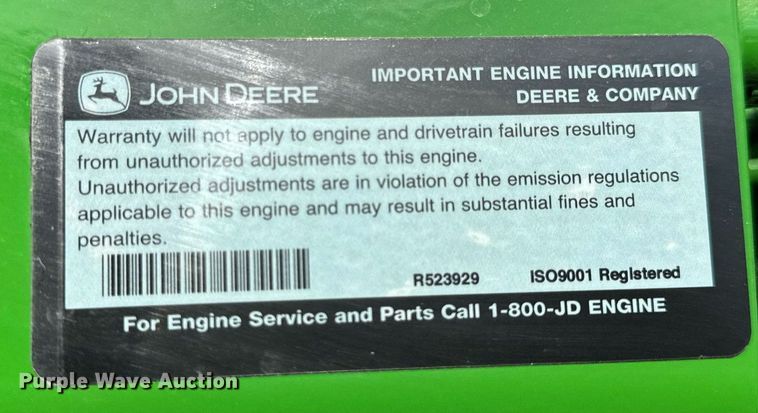 JOHN DEERE
IMPORTANT ENGINE INFORMATION
DEERE & COMPANY
Warranty will not apply to engine and drivetrain failures resulting
from unauthorized adjustments to this engine.
Unauthorized adjustments are in violation of the emission regulations
applicable to this engine and may result in substantial fines and
penalties.
R523929 ISO9001 Registered
For Engine Service and Parts Call 1-800-JD ENGINE
Purple Wave Auction